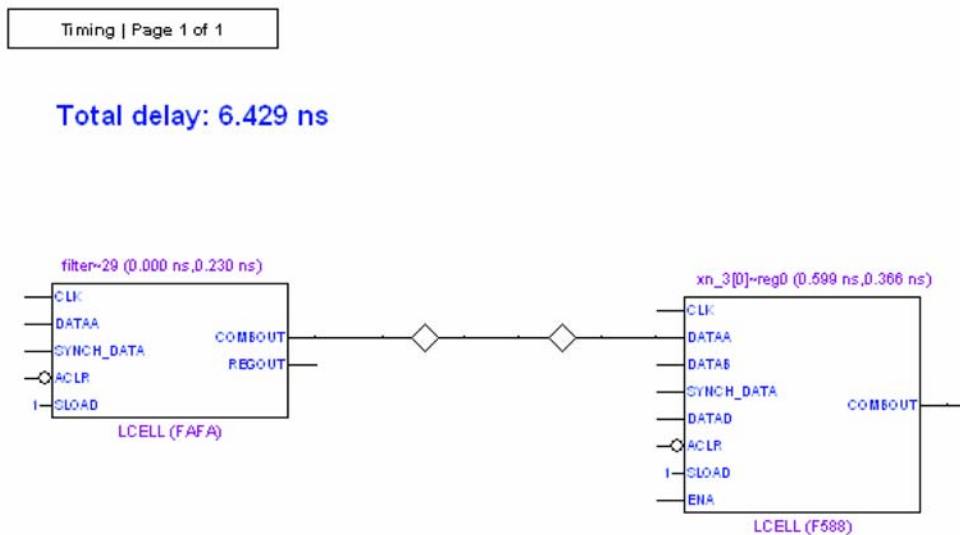 Timing | Page 1 of 1
Total delay: 6.429 ns
filter~29 (0.000 ns,0.230 ns)
CLK
DATAA
SYNCH_DATA
ACLR
1
SLOAD
COMBOUT
REGOUT
LCELL (FAFA)
xn_3[0]~reg0 (0.599 ns,0.366 ns)
CLK
DATAA
DATAB
SYNCH_DATA
DATAD
ACLR
1
SLOAD
ENA
COMBOUT
LCELL (F588)